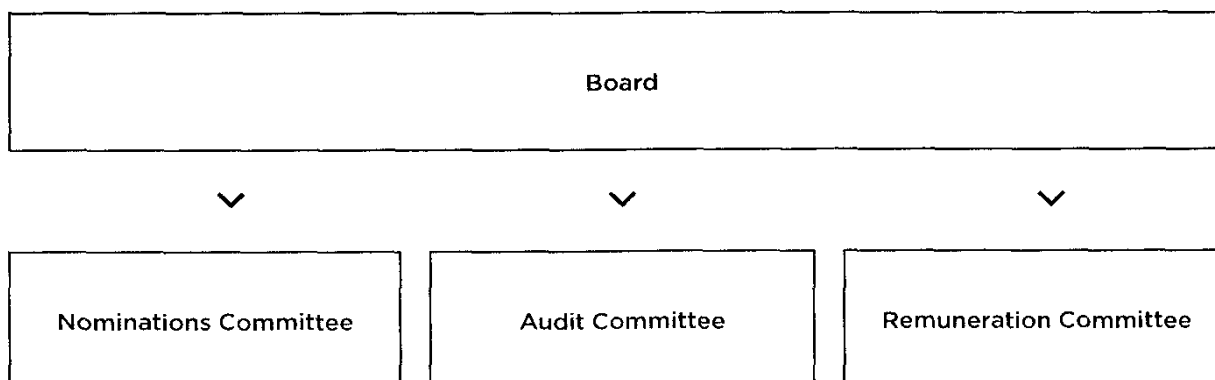 Board
Nominations Committee
Audit Committee
Remuneration Committee